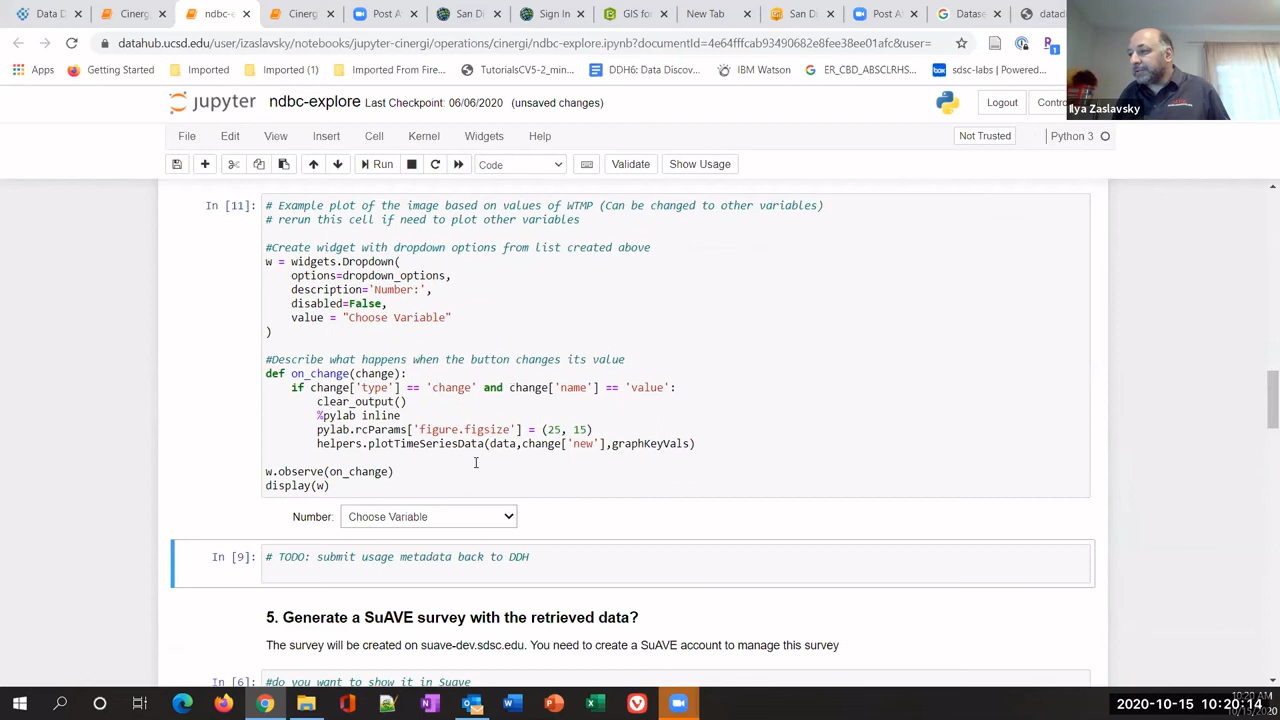 Data D
Cinerg
ndbc-
Cinerg
Post A
San Di
Sign In
GIS for
New Tab
San Di
Post A
Datase
datad
datahub.ucsd.edu/user/izaslavsky/notebooks/jupyter-cinergi/operations/cinergi/ndbc-explore.ipynb?documentId=4e64fffcab93490682e8fee38ee01afc&user=
Apps
Getting Started
Imported
Imported (1)
Imported From Fire...
TutorialsCV5-2_min...
DDH6: Data Discov...
IBM Watson
ER_CBD_ABSCLRHS...
sdsc-labs | Powered...
Ilya Zaslavsky
jupyter ndbc-explore Last Checkpoint: 06/06/2020 (unsaved changes)
Logout
Contro
File Edit View Insert Cell Kernel Widgets Help
Not Trusted
Python 3
Run
Code
Validate
Show Usage
In [11]:
# Example plot of the image based on values of WTMP (Can be changed to other variables)
# rerun this cell if need to plot other variables
#Create widget with dropdown options from list created above
w = widgets.Dropdown(
options=dropdown_options,
description='Number:',
disabled=False,
value = "Choose Variable"
)
#Describe what happens when the button changes its value
def on_change(change):
if change['type'] == 'change' and change['name'] == 'value':
clear_output()
%pylab inline
pylab.rcParams['figure.figsize'] = (25, 15)
helpers.plotTimeSeriesData(data,change['new'],graphKeyVals)
w.observe(on_change)
display(w)
Number: Choose Variable
In [9]: # TODO: submit usage metadata back to DDH
5. Generate a SuAVE survey with the retrieved data?
The survey will be created on suave-dev.sdsc.edu. You need to create a SuAVE account to manage this survey
In [6]: #do you want to show it in Suave
2020-10-15 10:20:14